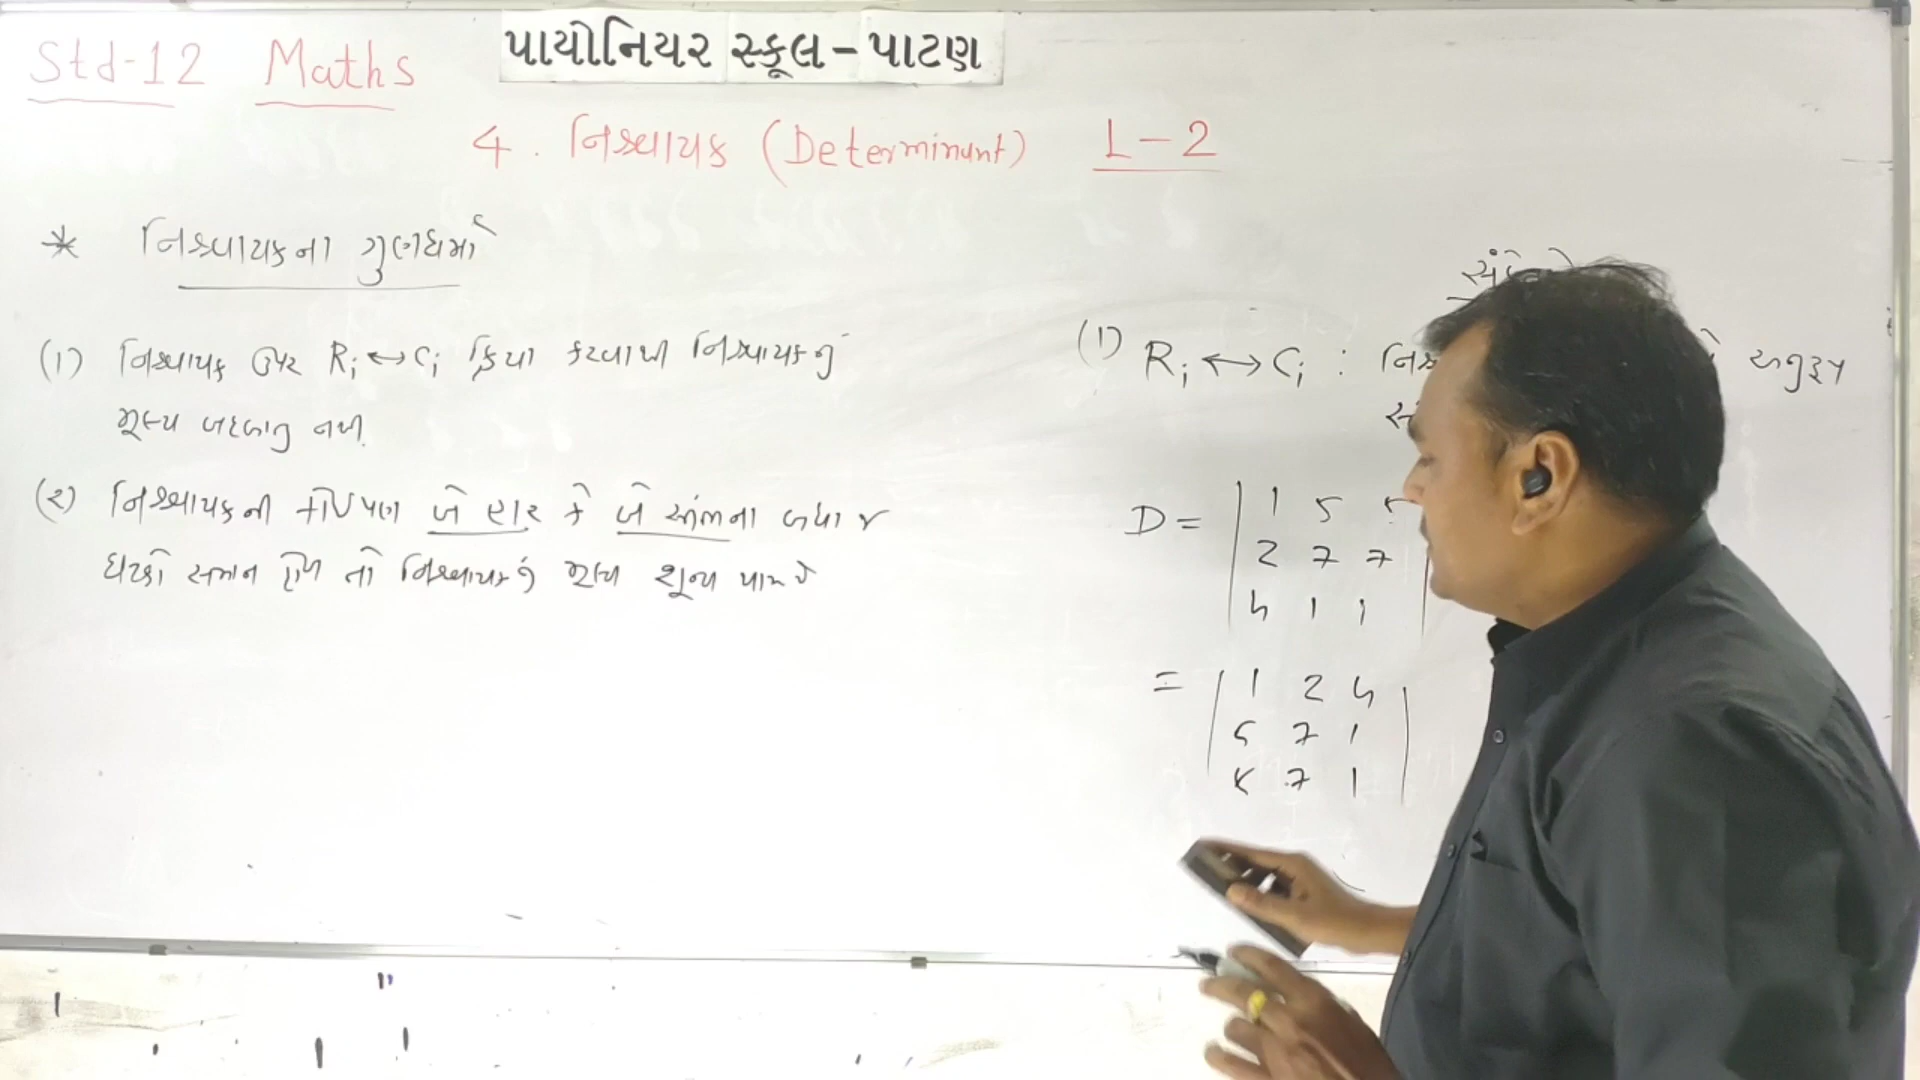 Std-12 Maths
પાયોનિયર સ્કૂલ – પાટણ
4. નિશ્ચાયક (Determinant) L-2
* નિશ્ચાયકના ગુણધર્મો
(1) નિશ્ચાયક ઉપર Ri ↔ Ci ક્રિયા કરવાથી નિશ્ચાયકનું
મૂલ્ય બદલાતુ નથી.
(૨) નિશ્ચાયકની કોઈપણ બે હાર કે બે સ્તંભના બધા જ
ઘટકો સમાન હોય તો નિશ્ચાયકનું મૂલ્ય શૂન્ય થાય
(1) Ri ↔ Ci : અનુરૂપ
D = | 1 5
2 7 7
4 1 1 |
= | 1 2 4 |
5 7 1
5 7 1